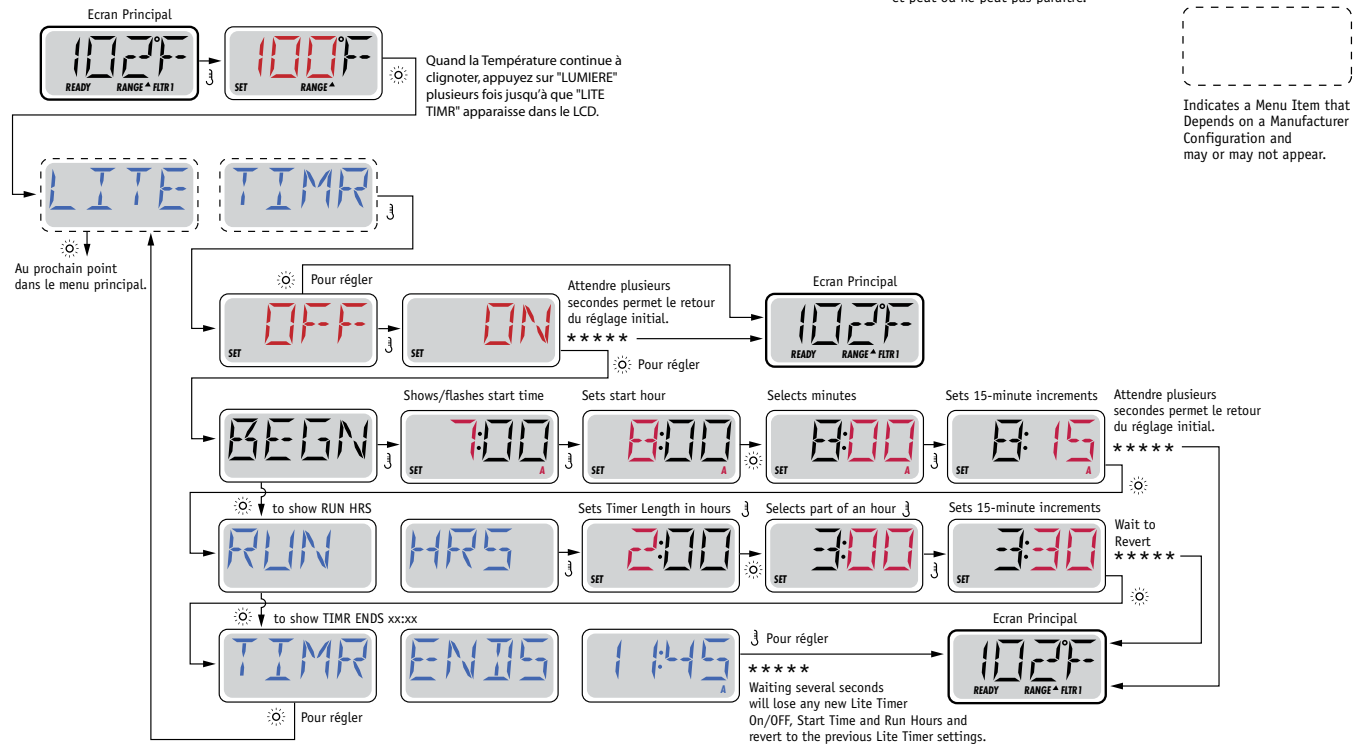 et peut ou ne peut pas paraître.
Ecran Principal
102°F
READY RANGE FLTR1
100°F
SET RANGE
Quand la Température continue à
clignoter, appuyez sur "LUMIERE"
plusieurs fois jusqu'à que "LITE
TIMR" apparaisse dans le LCD.
Indicates a Menu Item that
Depends on a Manufacturer
Configuration and
may or may not appear.
LITE
TIMR
Au prochain point
dans le menu principal.
Pour régler
OFF
SET
ON
SET
Attendre plusieurs
secondes permet le retour
du réglage initial.
*****
Pour régler
Ecran Principal
102°F
READY RANGE FLTR1
BEGN
Shows/flashes start time
7:00
SET A
Sets start hour
8:00
SET A
Selects minutes
8:00
SET A
Sets 15-minute increments
8:15
SET A
Attendre plusieurs
secondes permet le retour
du réglage initial.
*****
to show RUN HRS
RUN
HRS
Sets Timer Length in hours
2:00
SET
Selects part of an hour
3:00
SET
Sets 15-minute increments
3:30
SET
Wait to
Revert
*****
to show TIMR ENDS xx:xx
TIMR
ENDS
11:45
A
Pour régler
*****
Waiting several seconds
will lose any new Lite Timer
On/OFF, Start Time and Run Hours and
revert to the previous Lite Timer settings.
Ecran Principal
102°F
READY RANGE FLTR1
Pour régler